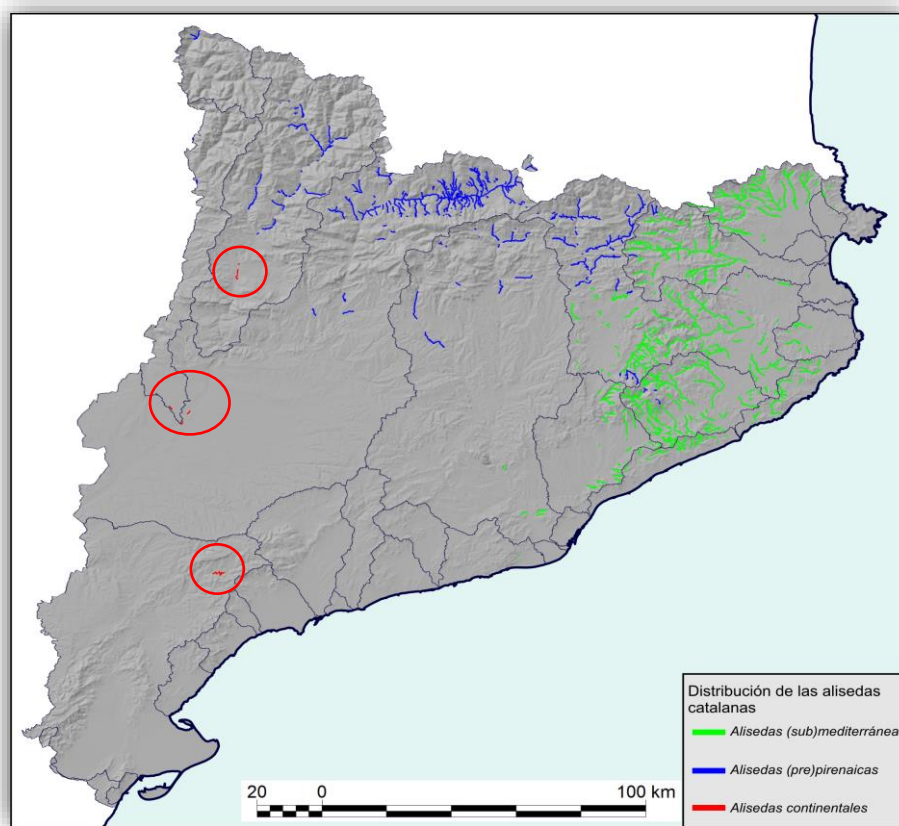 Distribución de las alisedas
catalanas
Alisedas (sub)mediterránea
Alisedas (pre)pirenaicas
Alisedas continentales
20 0 100 km